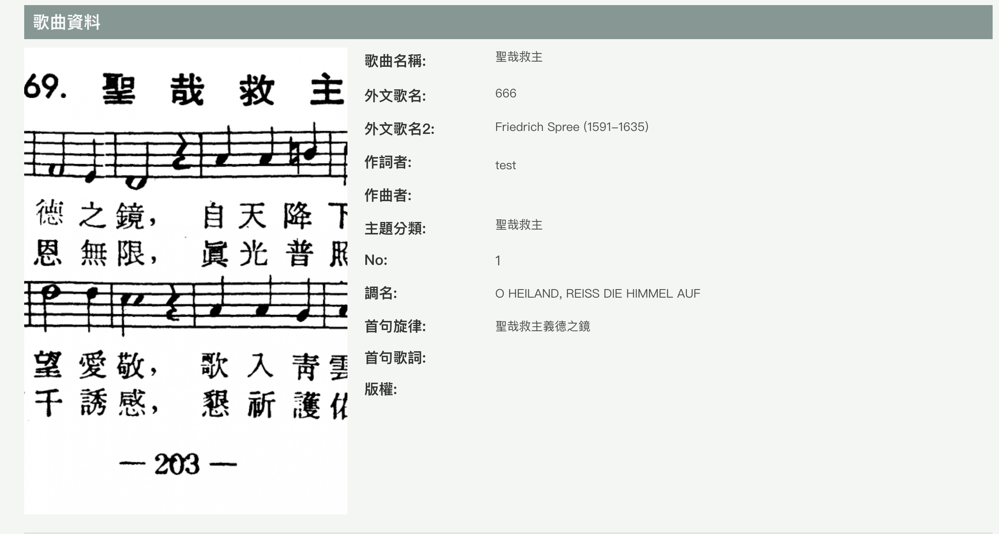 歌曲資料
69. 聖哉救主
德之鏡， 自天降下
恩無限， 眞光普照
望愛敬， 歌入靑雲
千誘感， 懇祈護佑
— 203 —
歌曲名稱: 聖哉救主
外文歌名: 666
外文歌名2: Friedrich Spree (1591–1635)
作詞者: test
作曲者:
主題分類: 聖哉救主
No: 1
調名: O HEILAND, REISS DIE HIMMEL AUF
首句旋律: 聖哉救主義德之鏡
首句歌詞:
版權: